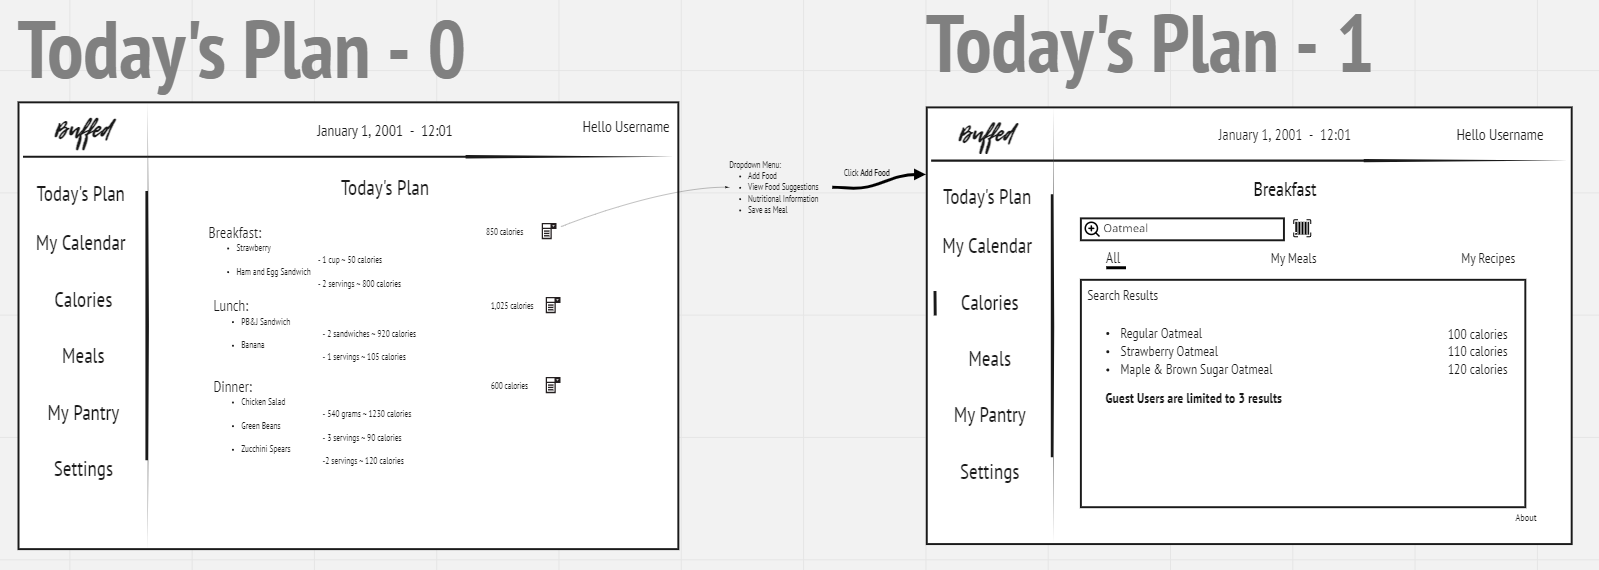 Today's Plan - 0
Today's Plan - 1
Buffed
January 1, 2001 - 12:01
Hello Username
Today's Plan
My Calendar
Calories
Meals
My Pantry
Settings
Today's Plan
Breakfast:
850 calories
• Strawberry
- 1 cup ~ 50 calories
• Ham and Egg Sandwich
- 2 servings ~ 800 calories
Lunch:
1,025 calories
• PB&J Sandwich
- 2 sandwiches ~ 920 calories
• Banana
- 1 servings ~ 105 calories
Dinner:
600 calories
• Chicken Salad
- 540 grams ~ 1230 calories
• Green Beans
- 3 servings ~ 90 calories
• Zucchini Spears
-2 servings ~ 120 calories
Dropdown Menu:
• Add Food
• View Food Suggestions
• Nutritional Information
• Save as Meal
Click Add Food
Buffed
January 1, 2001 - 12:01
Hello Username
Today's Plan
My Calendar
Calories
Meals
My Pantry
Settings
Breakfast
Oatmeal
All
My Meals
My Recipes
Search Results
• Regular Oatmeal
100 calories
• Strawberry Oatmeal
110 calories
• Maple & Brown Sugar Oatmeal
120 calories
Guest Users are limited to 3 results
About